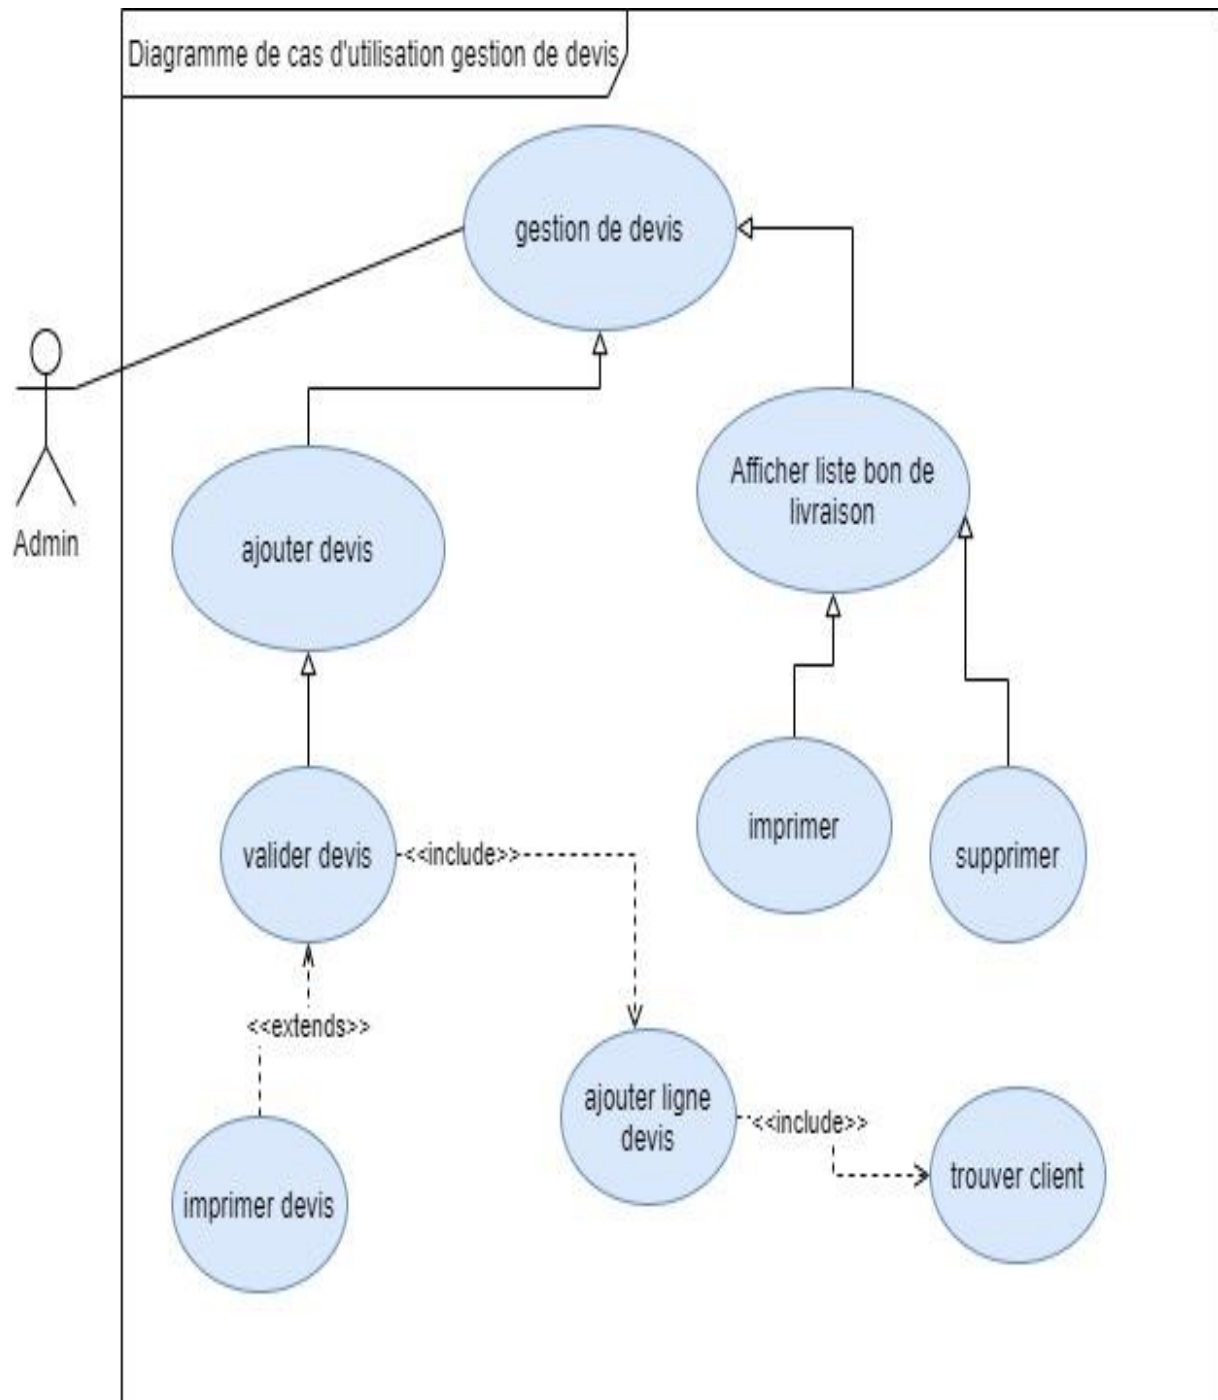 Diagramme de cas d'utilisation gestion de devis
gestion de devis
Admin
ajouter devis
Afficher liste bon de
livraison
valider devis
<<include>>
imprimer
supprimer
<<extends>>
imprimer devis
ajouter ligne
devis
<<include>>
trouver client